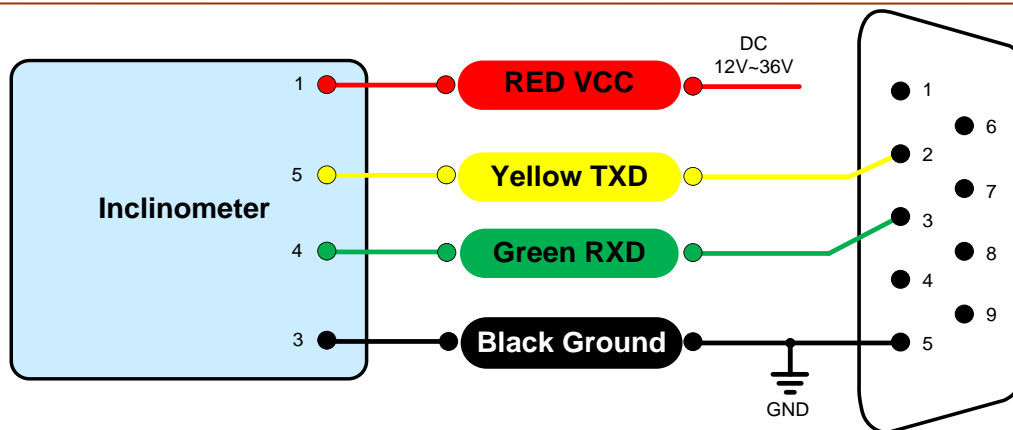 DC
12V~36V
1
RED VCC
1
6
5
Yellow TXD
2
Inclinometer
7
3
4
Green RXD
8
4
9
3
Black Ground
5
GND